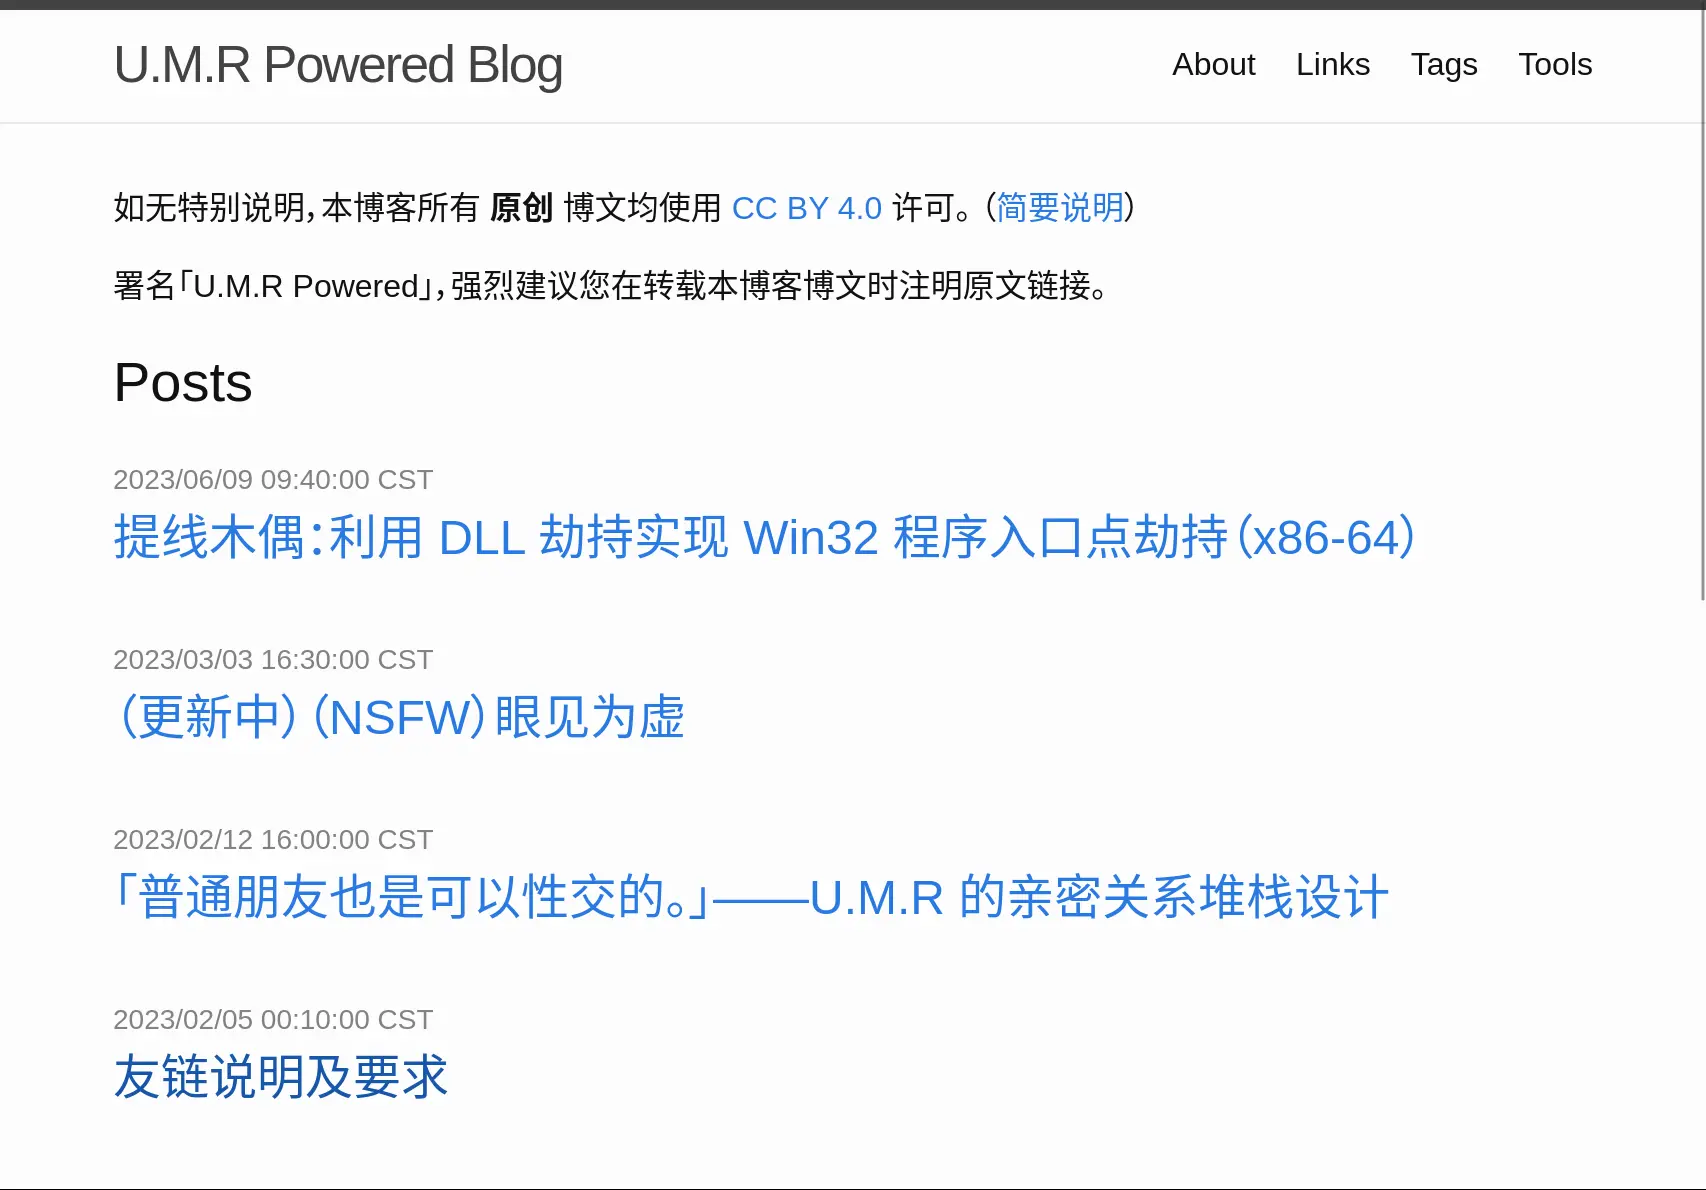 U.M.R Powered Blog
About Links Tags Tools
如无特别说明，本博客所有 原创 博文均使用 CC BY 4.0 许可。（简要说明）
署名「U.M.R Powered」，强烈建议您在转载本博客博文时注明原文链接。
Posts
2023/06/09 09:40:00 CST
提线木偶：利用 DLL 劫持实现 Win32 程序入口点劫持（x86-64）
2023/03/03 16:30:00 CST
（更新中）（NSFW）眼见为虚
2023/02/12 16:00:00 CST
「普通朋友也是可以性交的。」——U.M.R 的亲密关系堆栈设计
2023/02/05 00:10:00 CST
友链说明及要求